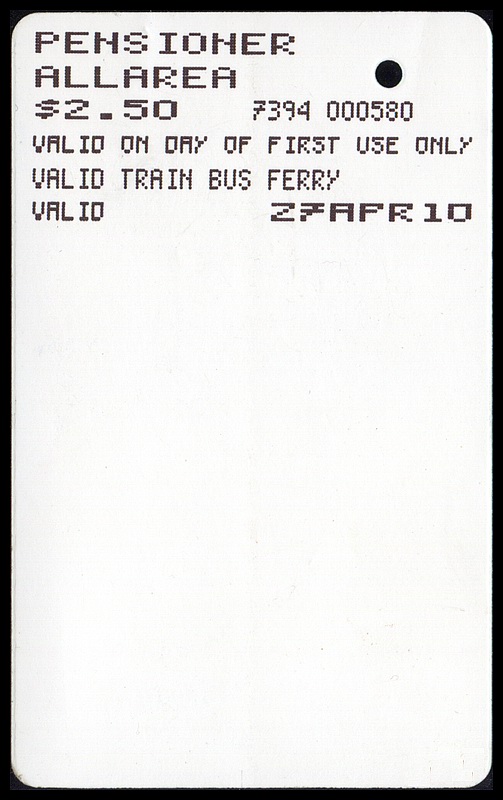 PENSIONER
ALLAREA
$2.50 7394 000580
VALID ON DAY OF FIRST USE ONLY
VALID TRAIN BUS FERRY
VALID 27APR10